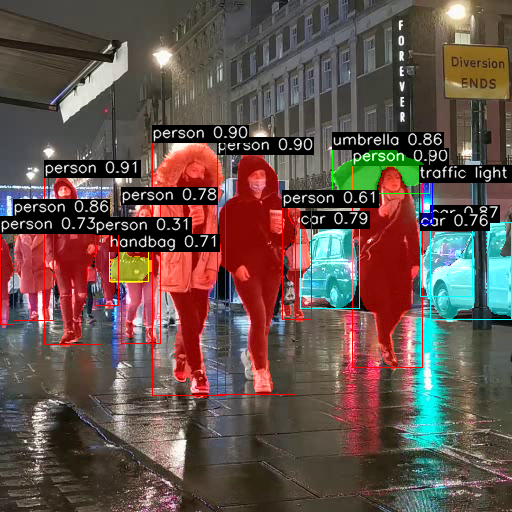 FOREVER
Diversion
ENDS
person 0.90
person 0.90
umbrella 0.86
person 0.90
person 0.91
traffic light
person 0.78
person 0.61
person 0.86
car 0.79
0.87
car 0.76
person 0.73
person 0.31
handbag 0.71